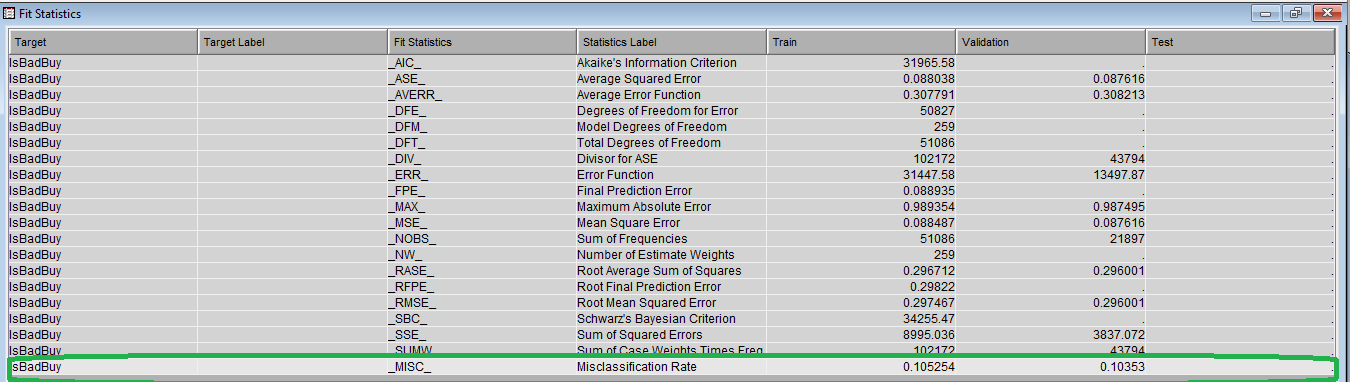 Fit Statistics
Target Target Label Fit Statistics Statistics Label Train Validation Test
IsBadBuy _AIC_ Akaike's Information Criterion 31965.58 . .
IsBadBuy _ASE_ Average Squared Error 0.088038 0.087616 .
IsBadBuy _AVERR_ Average Error Function 0.307791 0.308213 .
IsBadBuy _DFE_ Degrees of Freedom for Error 50827 . .
IsBadBuy _DFM_ Model Degrees of Freedom 259 . .
IsBadBuy _DFT_ Total Degrees of Freedom 51086 . .
IsBadBuy _DIV_ Divisor for ASE 102172 43794 .
IsBadBuy _ERR_ Error Function 31447.58 13497.87 .
IsBadBuy _FPE_ Final Prediction Error 0.088935 . .
IsBadBuy _MAX_ Maximum Absolute Error 0.989354 0.987495 .
IsBadBuy _MSE_ Mean Square Error 0.088487 0.087616 .
IsBadBuy _NOBS_ Sum of Frequencies 51086 21897 .
IsBadBuy _NW_ Number of Estimate Weights 259 . .
IsBadBuy _RASE_ Root Average Sum of Squares 0.296712 0.296001 .
IsBadBuy _RFPE_ Root Final Prediction Error 0.29822 . .
IsBadBuy _RMSE_ Root Mean Squared Error 0.297467 0.296001 .
IsBadBuy _SBC_ Schwarz's Bayesian Criterion 34255.47 . .
IsBadBuy _SSE_ Sum of Squared Errors 8995.036 3837.072 .
IsBadBuy _SUMW_ Sum of Case Weights Times Freq 102172 43794 .
IsBadBuy _MISC_ Misclassification Rate 0.105254 0.10353 .